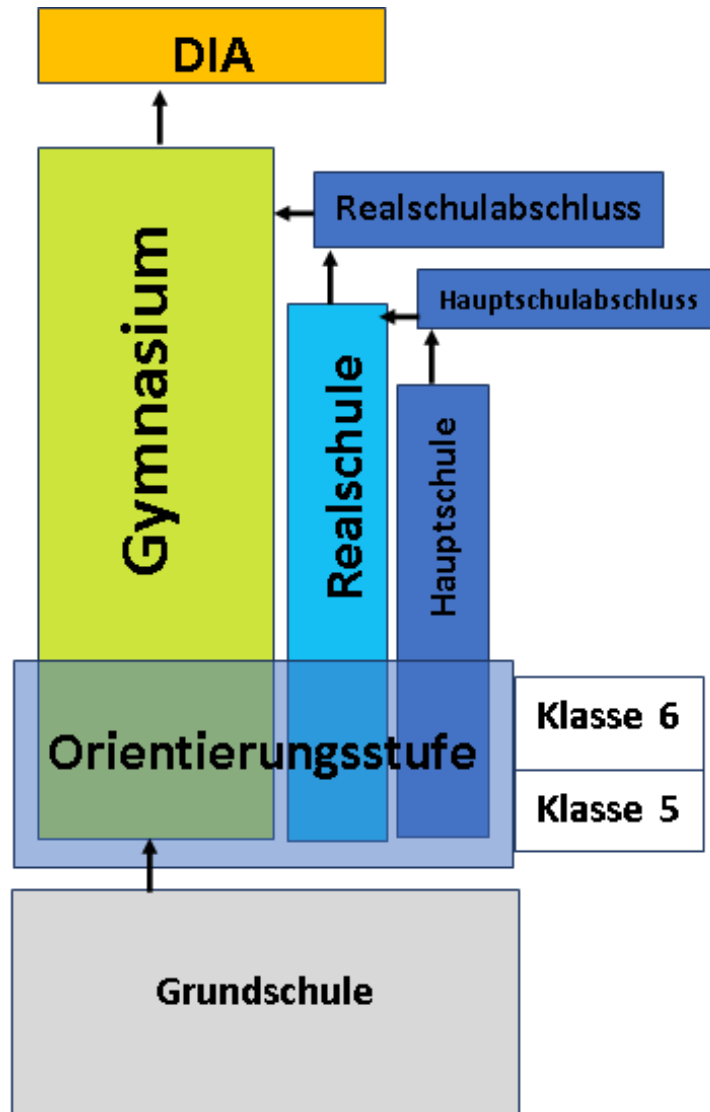 DIA
Gymnasium
Realschulabschluss
Hauptschulabschluss
Realschule
Hauptschule
Orientierungsstufe
Klasse 6
Klasse 5
Grundschule